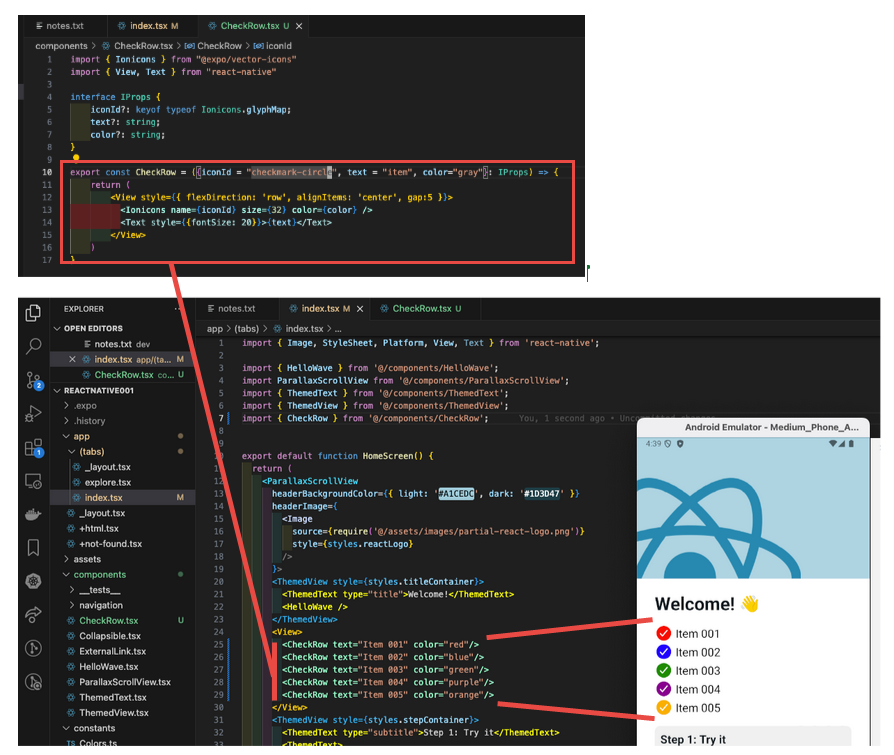 notes.txt index.tsx M CheckRow.tsx U
components > CheckRow.tsx > CheckRow > iconId
1 import { Ionicons } from "@expo/vector-icons"
2 import { View, Text } from "react-native"
3
4 interface IProps {
5 iconId?: keyof typeof Ionicons.glyphMap;
6 text?: string;
7 color?: string;
8 }
9
10 export const CheckRow = ({iconId = "checkmark-circle", text = "item", color="gray"}: IProps) => {
11 return (
12 <View style={{ flexDirection: 'row', alignItems: 'center', gap:5 }}>
13 <Ionicons name={iconId} size={32} color={color} />
14 <Text style={{fontSize: 20}}>{text}</Text>
15 </View>
16 )
17 }
EXPLORER
OPEN EDITORS
notes.txt dev
index.tsx app/(ta... M
CheckRow.tsx co... U
REACTNATIVE001
.expo
.history
app
(tabs)
_layout.tsx
explore.tsx
index.tsx M
_layout.tsx
+html.tsx
+not-found.tsx
assets
components
__tests__
navigation
CheckRow.tsx U
Collapsible.tsx
ExternalLink.tsx
HelloWave.tsx
ParallaxScrollView.tsx
ThemedText.tsx
ThemedView.tsx
constants
TS Colors.ts
2
1
notes.txt index.tsx M CheckRow.tsx U
app > (tabs) > index.tsx > ...
1 import { Image, StyleSheet, Platform, View, Text } from 'react-native';
2
3 import { HelloWave } from '@/components/HelloWave';
4 import ParallaxScrollView from '@/components/ParallaxScrollView';
5 import { ThemedText } from '@/components/ThemedText';
6 import { ThemedView } from '@/components/ThemedView';
7 import { CheckRow } from '@/components/CheckRow'; You, 1 second ago • Uncommitted changes
8
9
10 export default function HomeScreen() {
11 return (
12 <ParallaxScrollView
13 headerBackgroundColor={{ light: '#A1CEDC', dark: '#1D3D47' }}
14 headerImage={
15 <Image
16 source={require('@/assets/images/partial-react-logo.png')}
17 style={styles.reactLogo}
18 />
19 }>
20 <ThemedView style={styles.titleContainer}>
21 <ThemedText type="title">Welcome!</ThemedText>
22 <HelloWave />
23 </ThemedView>
24 <View>
25 <CheckRow text="Item 001" color="red"/>
26 <CheckRow text="Item 002" color="blue"/>
27 <CheckRow text="Item 003" color="green"/>
28 <CheckRow text="Item 004" color="purple"/>
29 <CheckRow text="Item 005" color="orange"/>
30 </View>
31 <ThemedView style={styles.stepContainer}>
32 <ThemedText type="subtitle">Step 1: Try it</ThemedText>
33 <ThemedText>
Android Emulator - Medium_Phone_A...
4:39
Welcome!
Item 001
Item 002
Item 003
Item 004
Item 005
Step 1: Try it